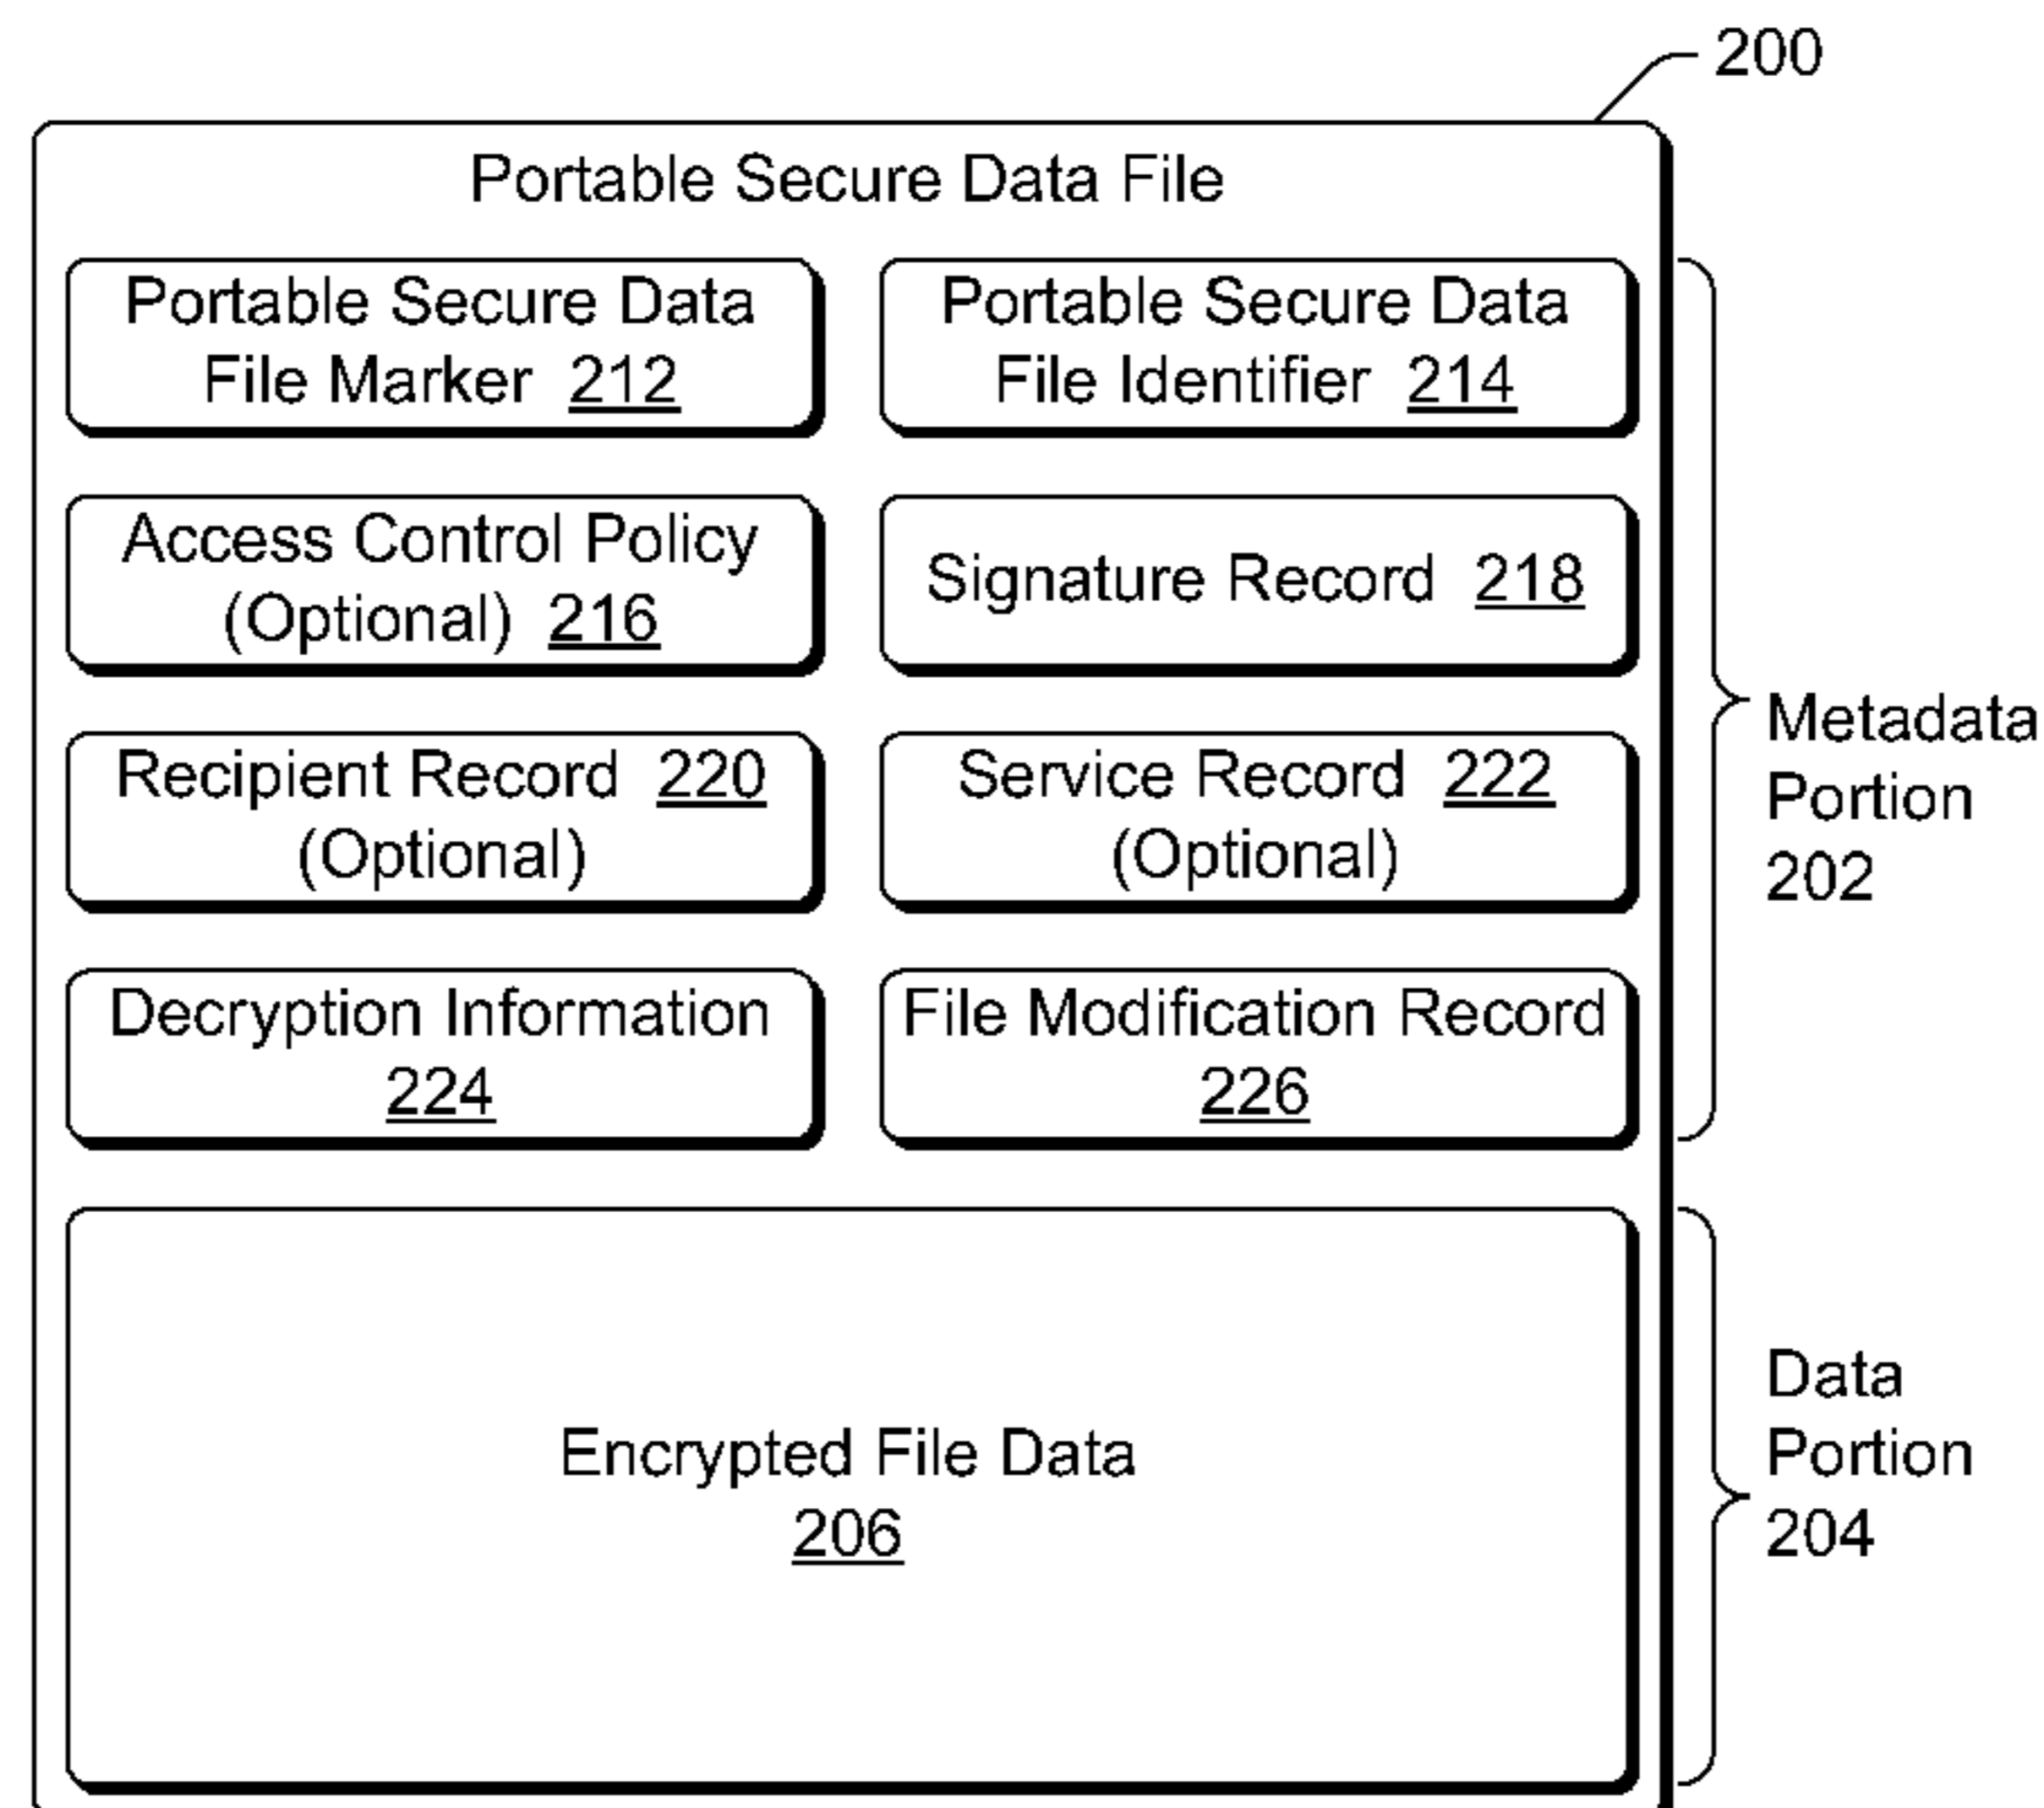 200
Portable Secure Data File
Portable Secure Data
File Marker 212
Portable Secure Data
File Identifier 214
Access Control Policy
(Optional) 216
Signature Record 218
Recipient Record 220
(Optional)
Service Record 222
(Optional)
Decryption Information
224
File Modification Record
226
Metadata
Portion
202
Encrypted File Data
206
Data
Portion
204